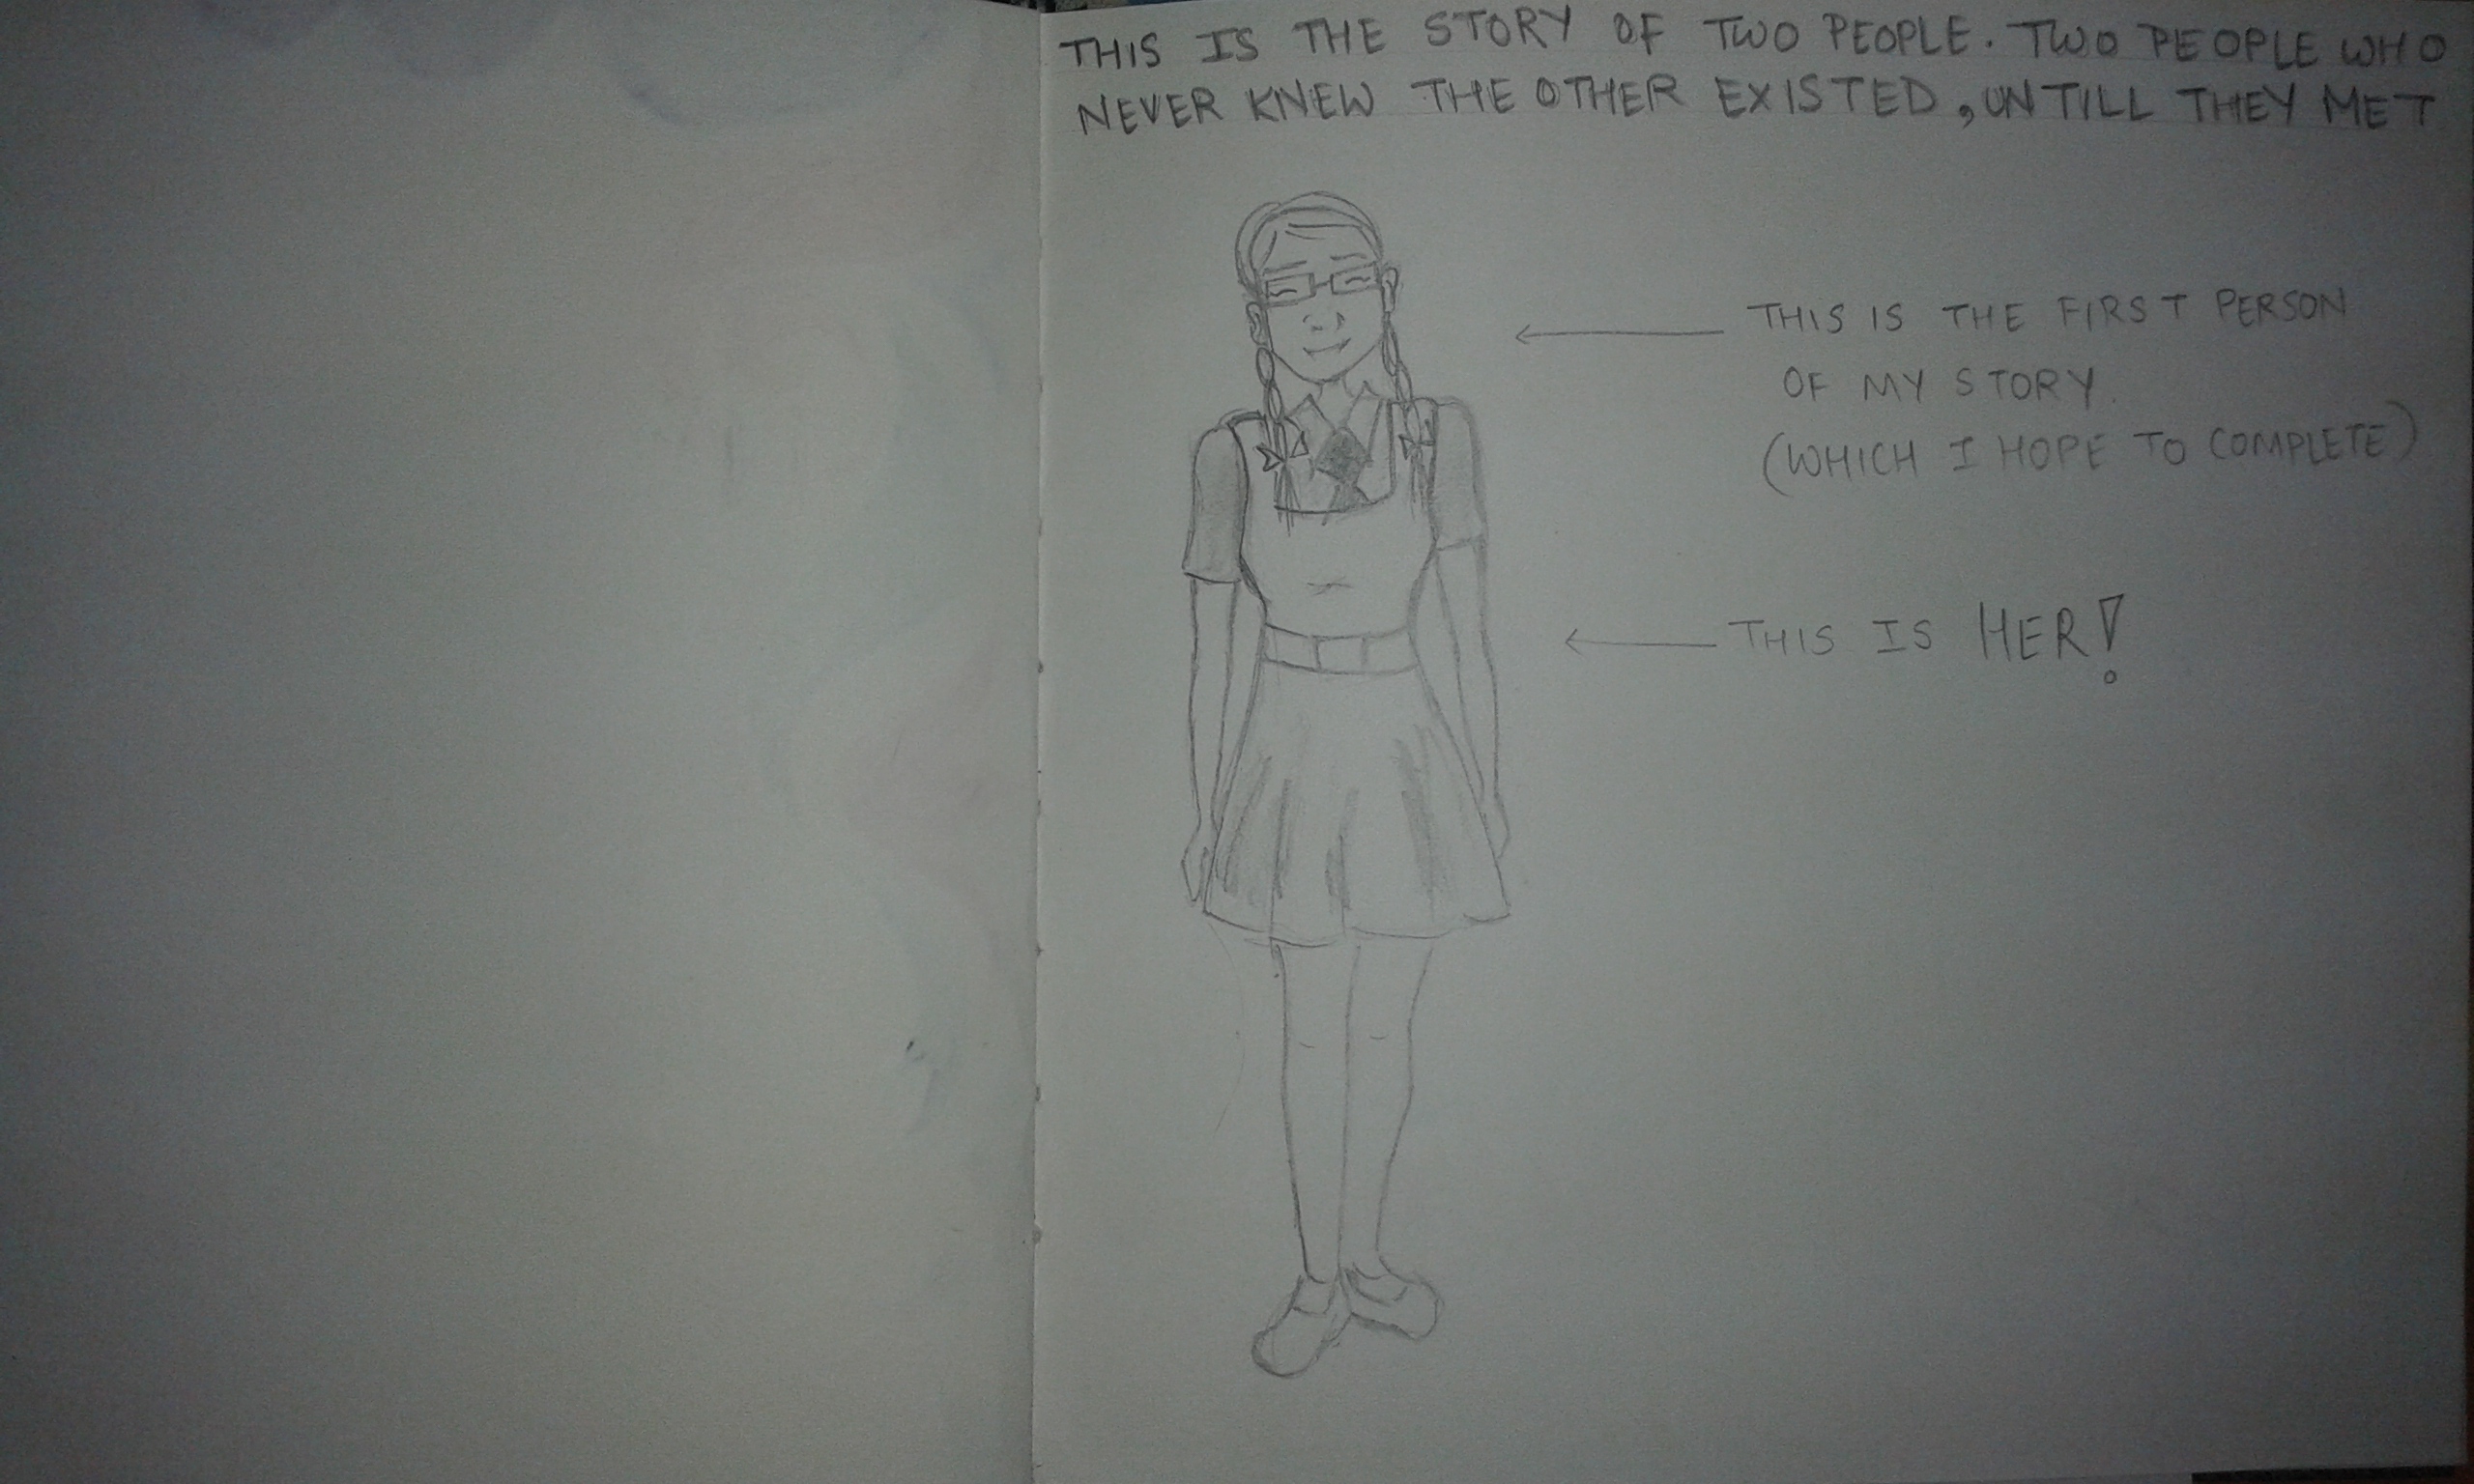 THIS IS THE STORY OF TWO PEOPLE. TWO PEOPLE WHO
NEVER KNEW THE OTHER EXISTED, UNTILL THEY MET
THIS IS THE FIRST PERSON
OF MY STORY.
(WHICH I HOPE TO COMPLETE)
THIS IS HER!